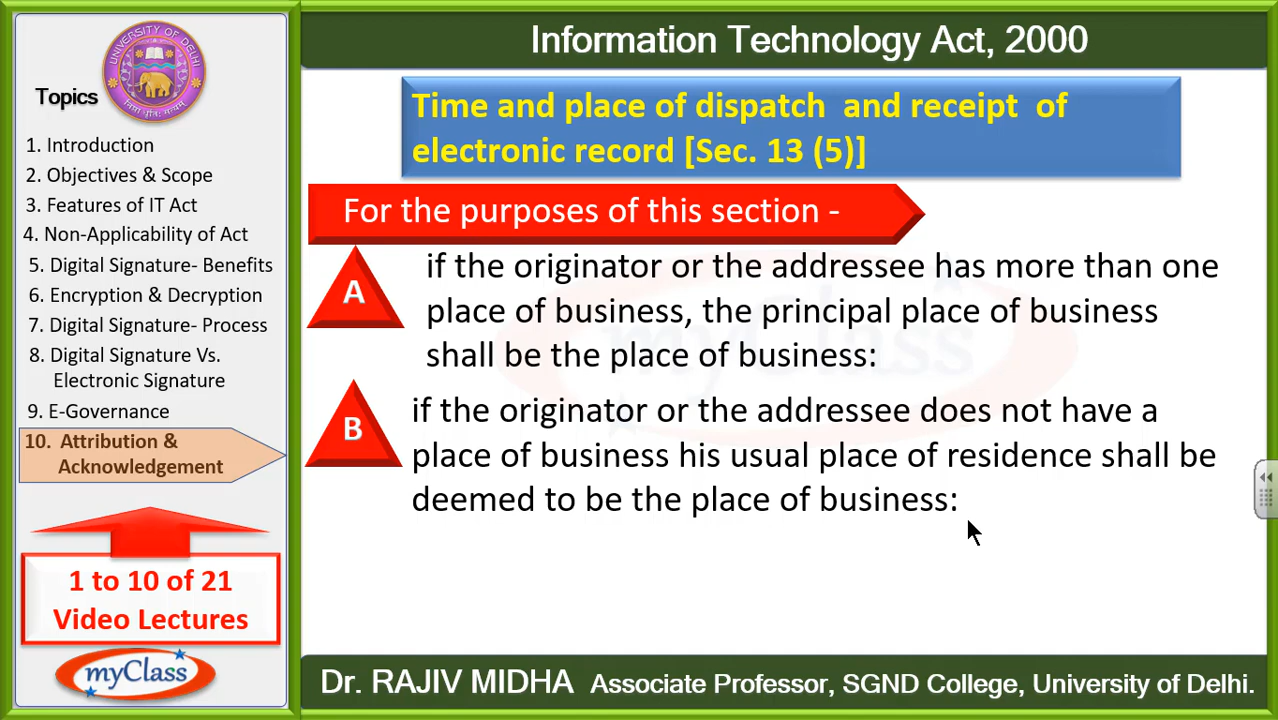 Information Technology Act, 2000
UNIVERSITY OF DELHI
Topics
1. Introduction
2. Objectives & Scope
3. Features of IT Act
4. Non-Applicability of Act
5. Digital Signature- Benefits
6. Encryption & Decryption
7. Digital Signature- Process
8. Digital Signature Vs.
Electronic Signature
9. E-Governance
10. Attribution &
Acknowledgement
1 to 10 of 21
Video Lectures
myClass
Time and place of dispatch and receipt of
electronic record [Sec. 13 (5)]
For the purposes of this section -
A
if the originator or the addressee has more than one
place of business, the principal place of business
shall be the place of business:
B
if the originator or the addressee does not have a
place of business his usual place of residence shall be
deemed to be the place of business:
myClass
Dr. RAJIV MIDHA Associate Professor, SGND College, University of Delhi.